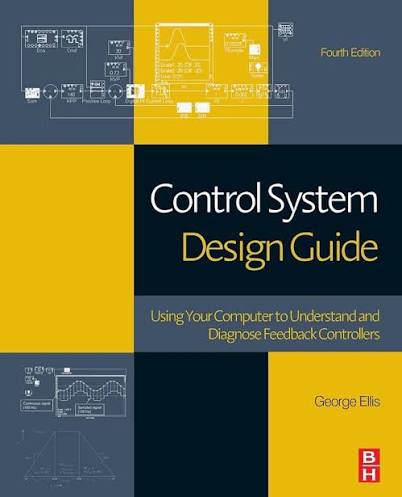 Fourth Edition
Control System
Design Guide
Using Your Computer to Understand and
Diagnose Feedback Controllers
George Ellis
B
H